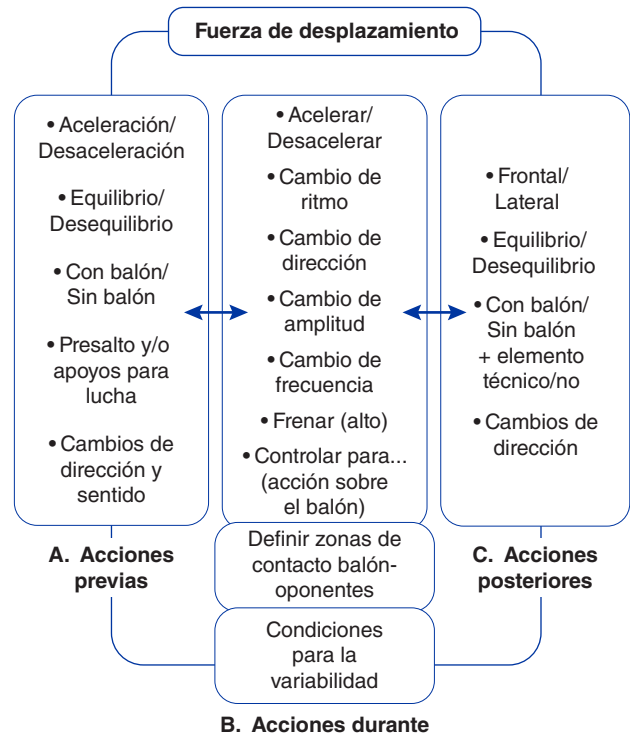 Fuerza de desplazamiento
• Aceleración/
Desaceleración
• Equilibrio/
Desequilibrio
• Con balón/
Sin balón
• Presalto y/o
apoyos para
lucha
• Cambios de
dirección y
sentido
A. Acciones
previas
• Acelerar/
Desacelerar
• Cambio de
ritmo
• Cambio de
dirección
• Cambio de
amplitud
• Cambio de
frecuencia
• Frenar (alto)
• Controlar para...
(acción sobre
el balón)
Definir zonas de
contacto balón-
oponentes
Condiciones
para la
variabilidad
B. Acciones durante
• Frontal/
Lateral
• Equilibrio/
Desequilibrio
• Con balón/
Sin balón
+ elemento
técnico/no
• Cambios de
dirección
C. Acciones
posteriores